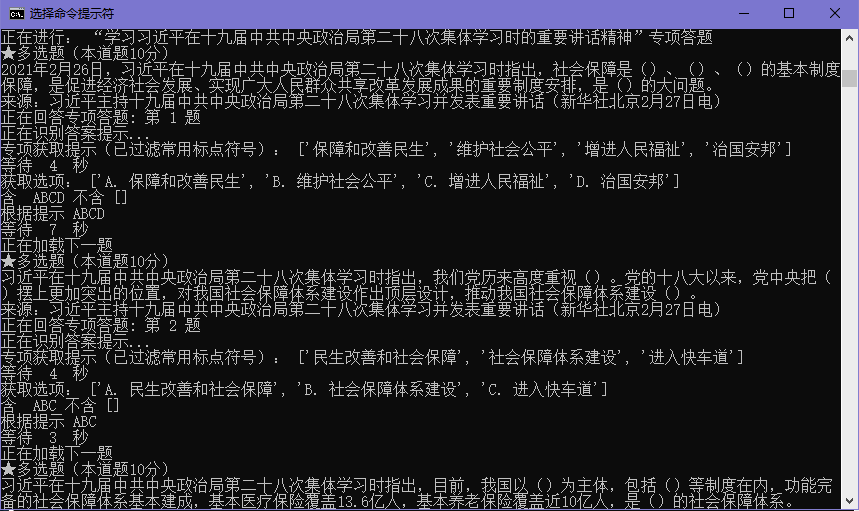 选择命令提示符
正在进行： “学习习近平在十九届中共中央政治局第二十八次集体学习时的重要讲话精神”专项答题
★多选题（本道题10分）
2021年2月26日，习近平在十九届中共中央政治局第二十八次集体学习时指出，社会保障是（）、（）、（）的基本制度
保障，是促进经济社会发展、实现广大人民群众共享改革发展成果的重要制度安排，是（）的大问题。
来源：习近平主持十九届中共中央政治局第二十八次集体学习并发表重要讲话（新华社北京2月27日电）
正在回答专项答题: 第 1 题
正在识别答案提示...
专项获取提示（已过滤常用标点符号）： ['保障和改善民生', '维护社会公平', '增进人民福祉', '治国安邦']
等待 4 秒
获取选项： ['A. 保障和改善民生', 'B. 维护社会公平', 'C. 增进人民福祉', 'D. 治国安邦']
含 ABCD 不含 []
根据提示 ABCD
等待 7 秒
正在加载下一题
★多选题（本道题10分）
习近平在十九届中共中央政治局第二十八次集体学习时指出，我们党历来高度重视（）。党的十八大以来，党中央把（
）摆上更加突出的位置，对我国社会保障体系建设作出顶层设计，推动我国社会保障体系建设（）。
来源：习近平主持十九届中共中央政治局第二十八次集体学习并发表重要讲话（新华社北京2月27日电）
正在回答专项答题: 第 2 题
正在识别答案提示...
专项获取提示（已过滤常用标点符号）： ['民生改善和社会保障', '社会保障体系建设', '进入快车道']
等待 4 秒
获取选项： ['A. 民生改善和社会保障', 'B. 社会保障体系建设', 'C. 进入快车道']
含 ABC 不含 []
根据提示 ABC
等待 3 秒
正在加载下一题
★多选题（本道题10分）
习近平在十九届中共中央政治局第二十八次集体学习时指出，目前，我国以（）为主体，包括（）等制度在内，功能完
备的社会保障体系基本建成，基本医疗保险覆盖13.6亿人，基本养老保险覆盖近10亿人，是（）的社会保障体系。